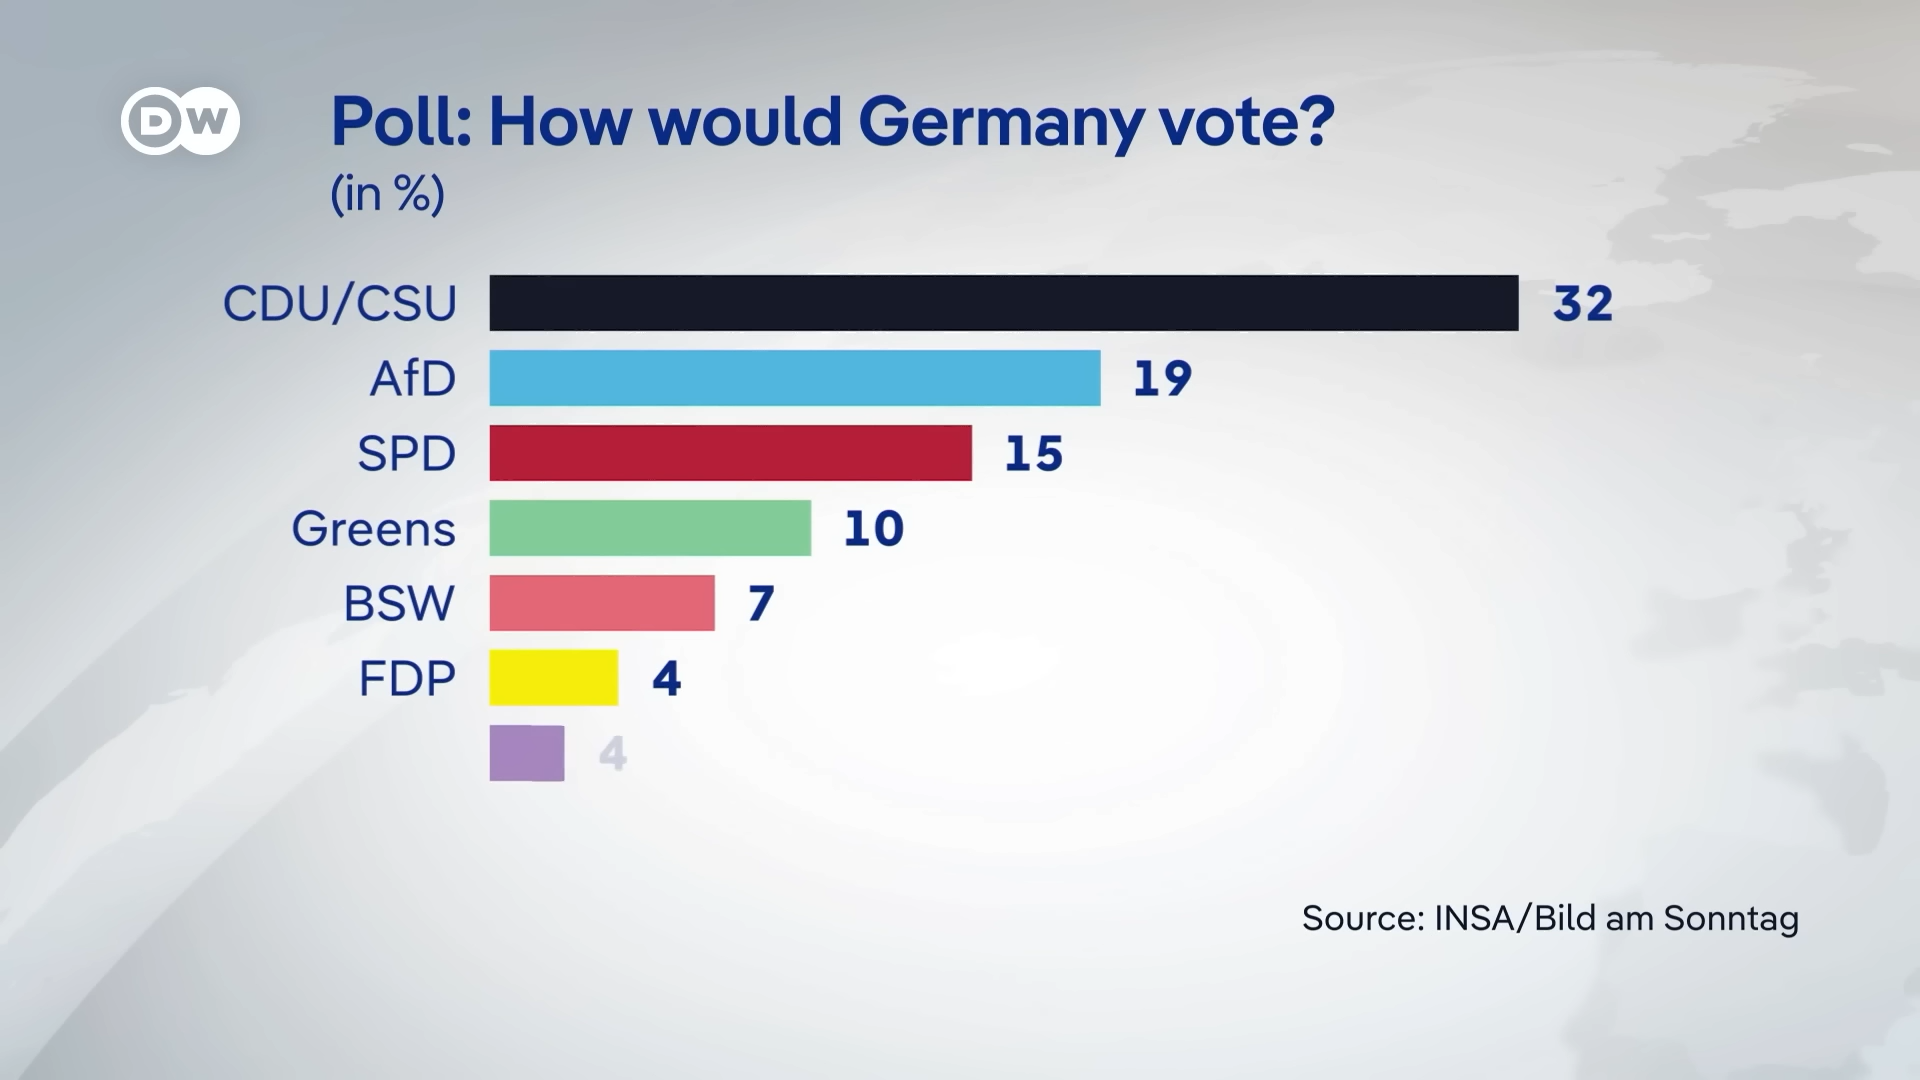 DW
Poll: How would Germany vote?
(in %)
CDU/CSU 32
AfD 19
SPD 15
Greens 10
BSW 7
FDP 4
4
Source: INSA/Bild am Sonntag